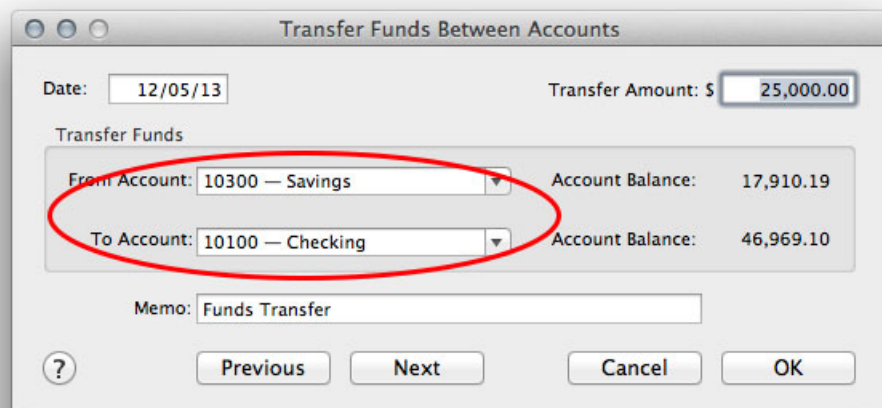 Transfer Funds Between Accounts
Date: 12/05/13 Transfer Amount: $ 25,000.00
Transfer Funds
From Account: 10300 — Savings Account Balance: 17,910.19
To Account: 10100 — Checking Account Balance: 46,969.10
Memo: Funds Transfer
? Previous Next Cancel OK